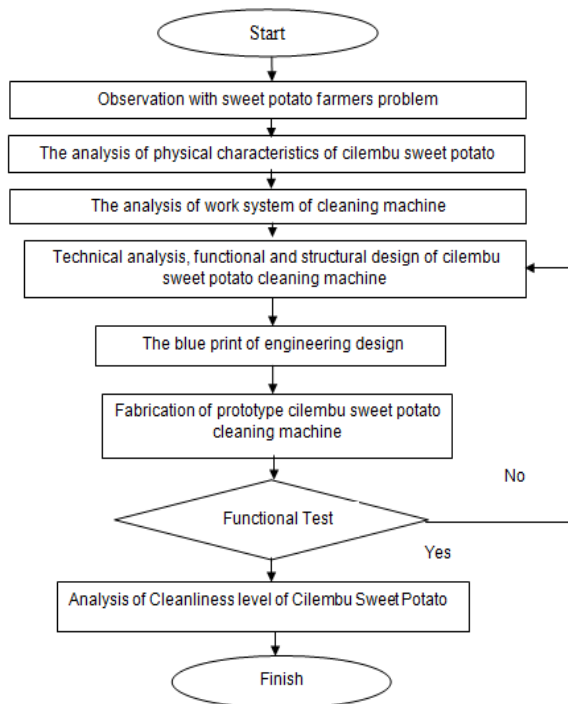 Start
Observation with sweet potato farmers problem
The analysis of physical characteristics of cilembu sweet potato
The analysis of work system of cleaning machine
Technical analysis, functional and structural design of cilembu
sweet potato cleaning machine
The blue print of engineering design
Fabrication of prototype cilembu sweet potato
cleaning machine
No
Functional Test
Yes
Analysis of Cleanliness level of Cilembu Sweet Potato
Finish